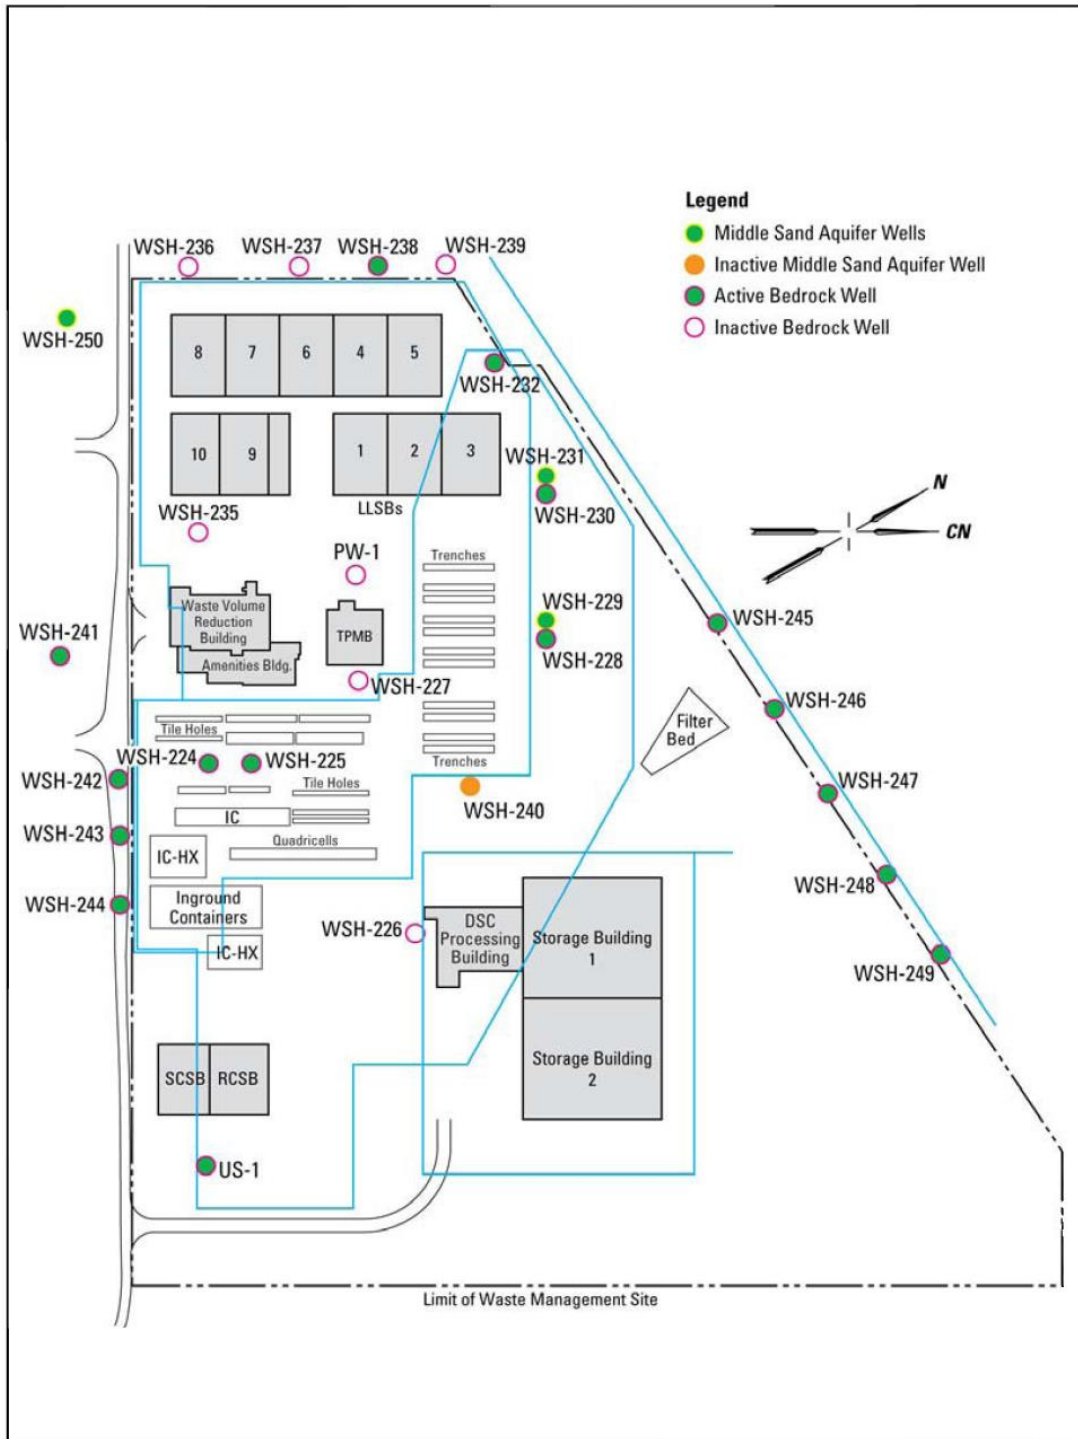 Legend
Middle Sand Aquifer Wells
Inactive Middle Sand Aquifer Well
Active Bedrock Well
Inactive Bedrock Well
WSH-236
WSH-237
WSH-238
WSH-239
WSH-250
8
7
6
4
5
WSH-232
10
9
1
2
3
LLSBs
WSH-231
WSH-230
WSH-235
N
CN
PW-1
Trenches
Waste Volume
Reduction
Building
Amenities Bldg.
TPMB
WSH-229
WSH-228
WSH-241
WSH-227
WSH-245
WSH-246
Filter
Bed
Tile Holes
Trenches
WSH-224
WSH-225
WSH-242
Tile Holes
WSH-240
WSH-247
IC
WSH-243
Quadricells
IC-HX
WSH-248
WSH-244
Inground
Containers
WSH-226
DSC
Processing
Building
Storage Building
1
IC-HX
WSH-249
Storage Building
2
SCSB
RCSB
US-1
Limit of Waste Management Site